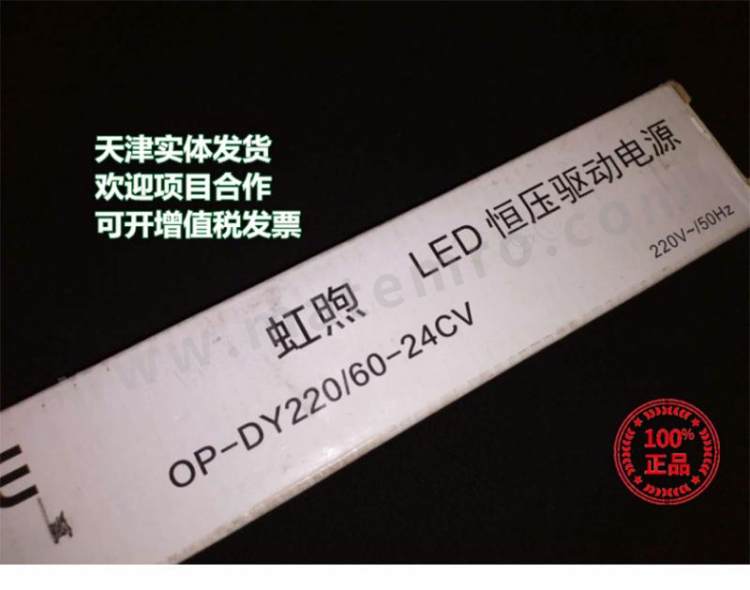 天津实体发货
欢迎项目合作
可开增值税发票
虹煦 LED 恒压驱动电源
OP-DY220/60-24CV
220V~/50Hz
100%
正品